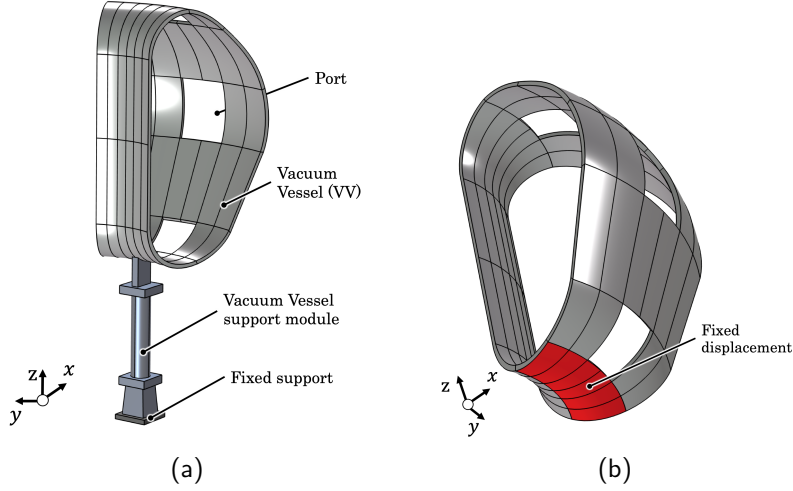 Port
Vacuum
Vessel (VV)
Vacuum Vessel
support module
Fixed support
z
x
y
(a)
Fixed
displacement
z
x
y
(b)